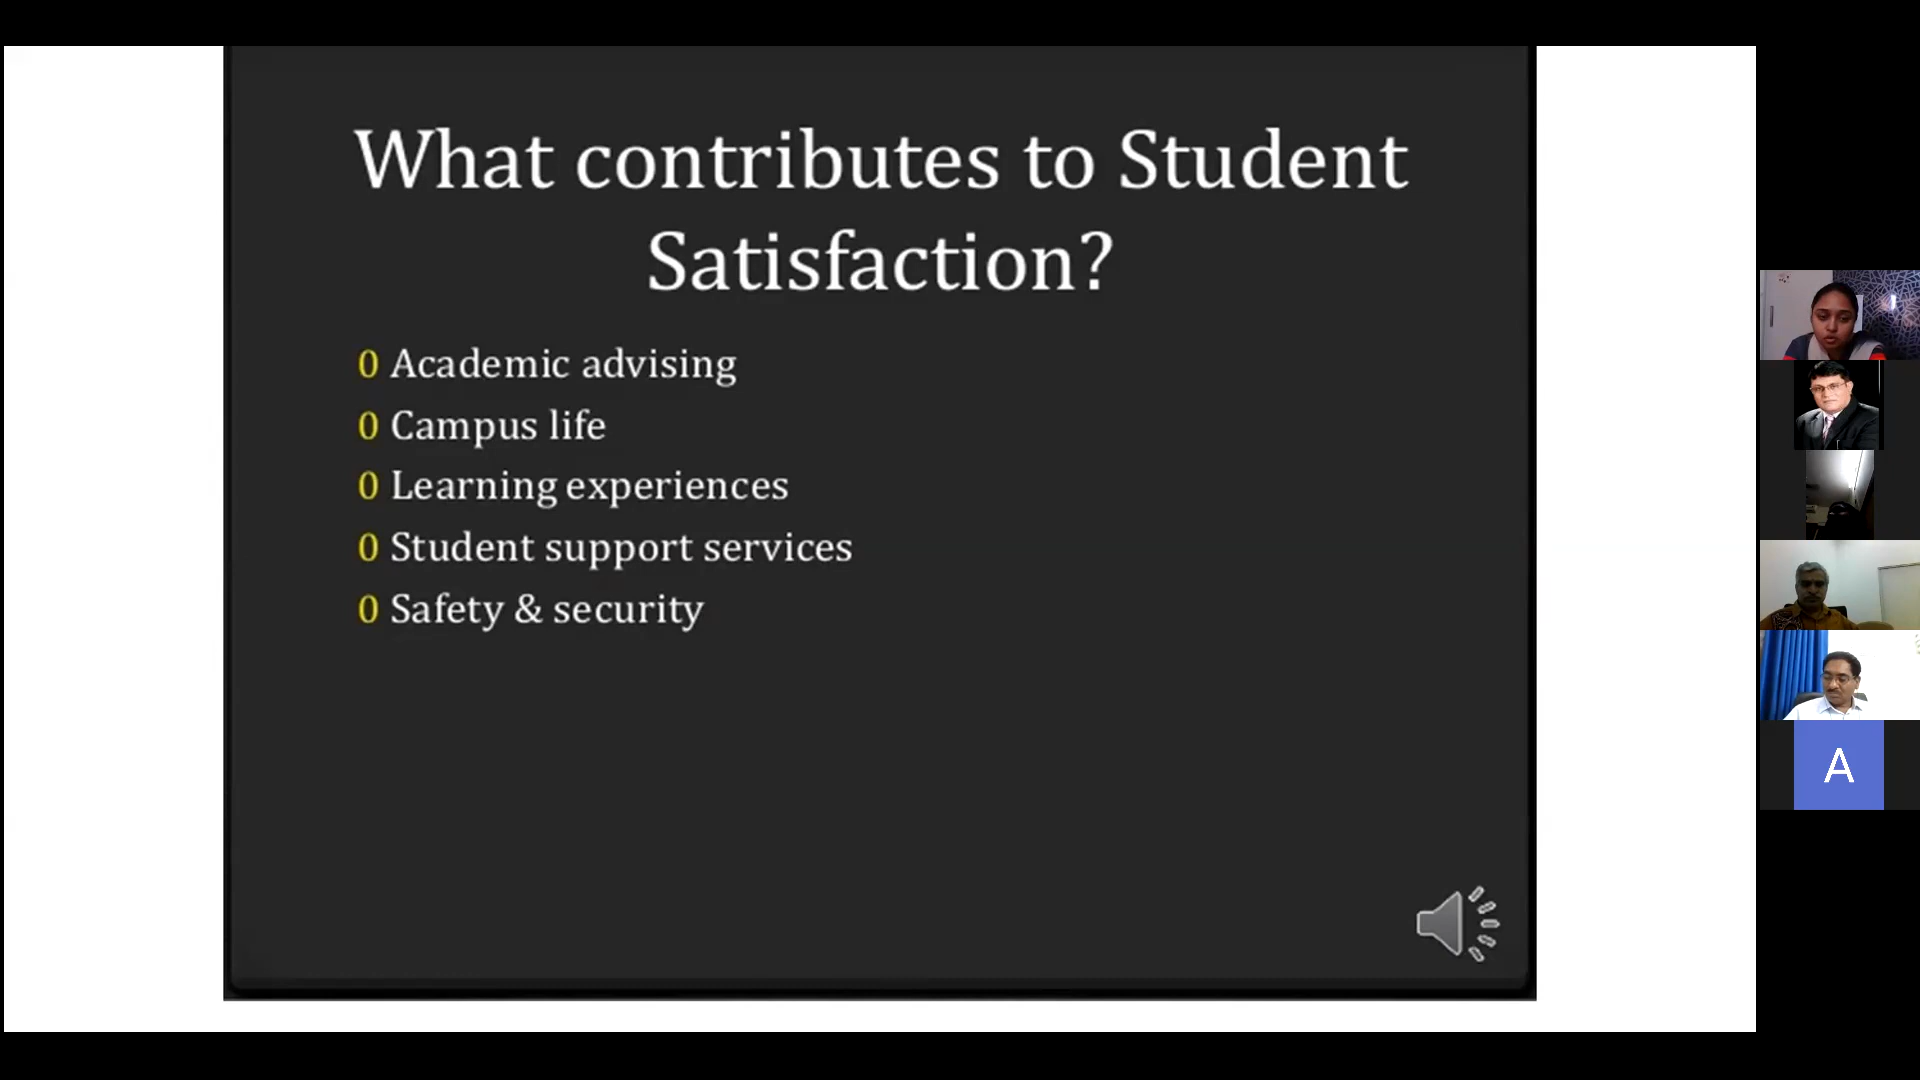 What contributes to Student
Satisfaction?
0 Academic advising
0 Campus life
0 Learning experiences
0 Student support services
0 Safety & security
A